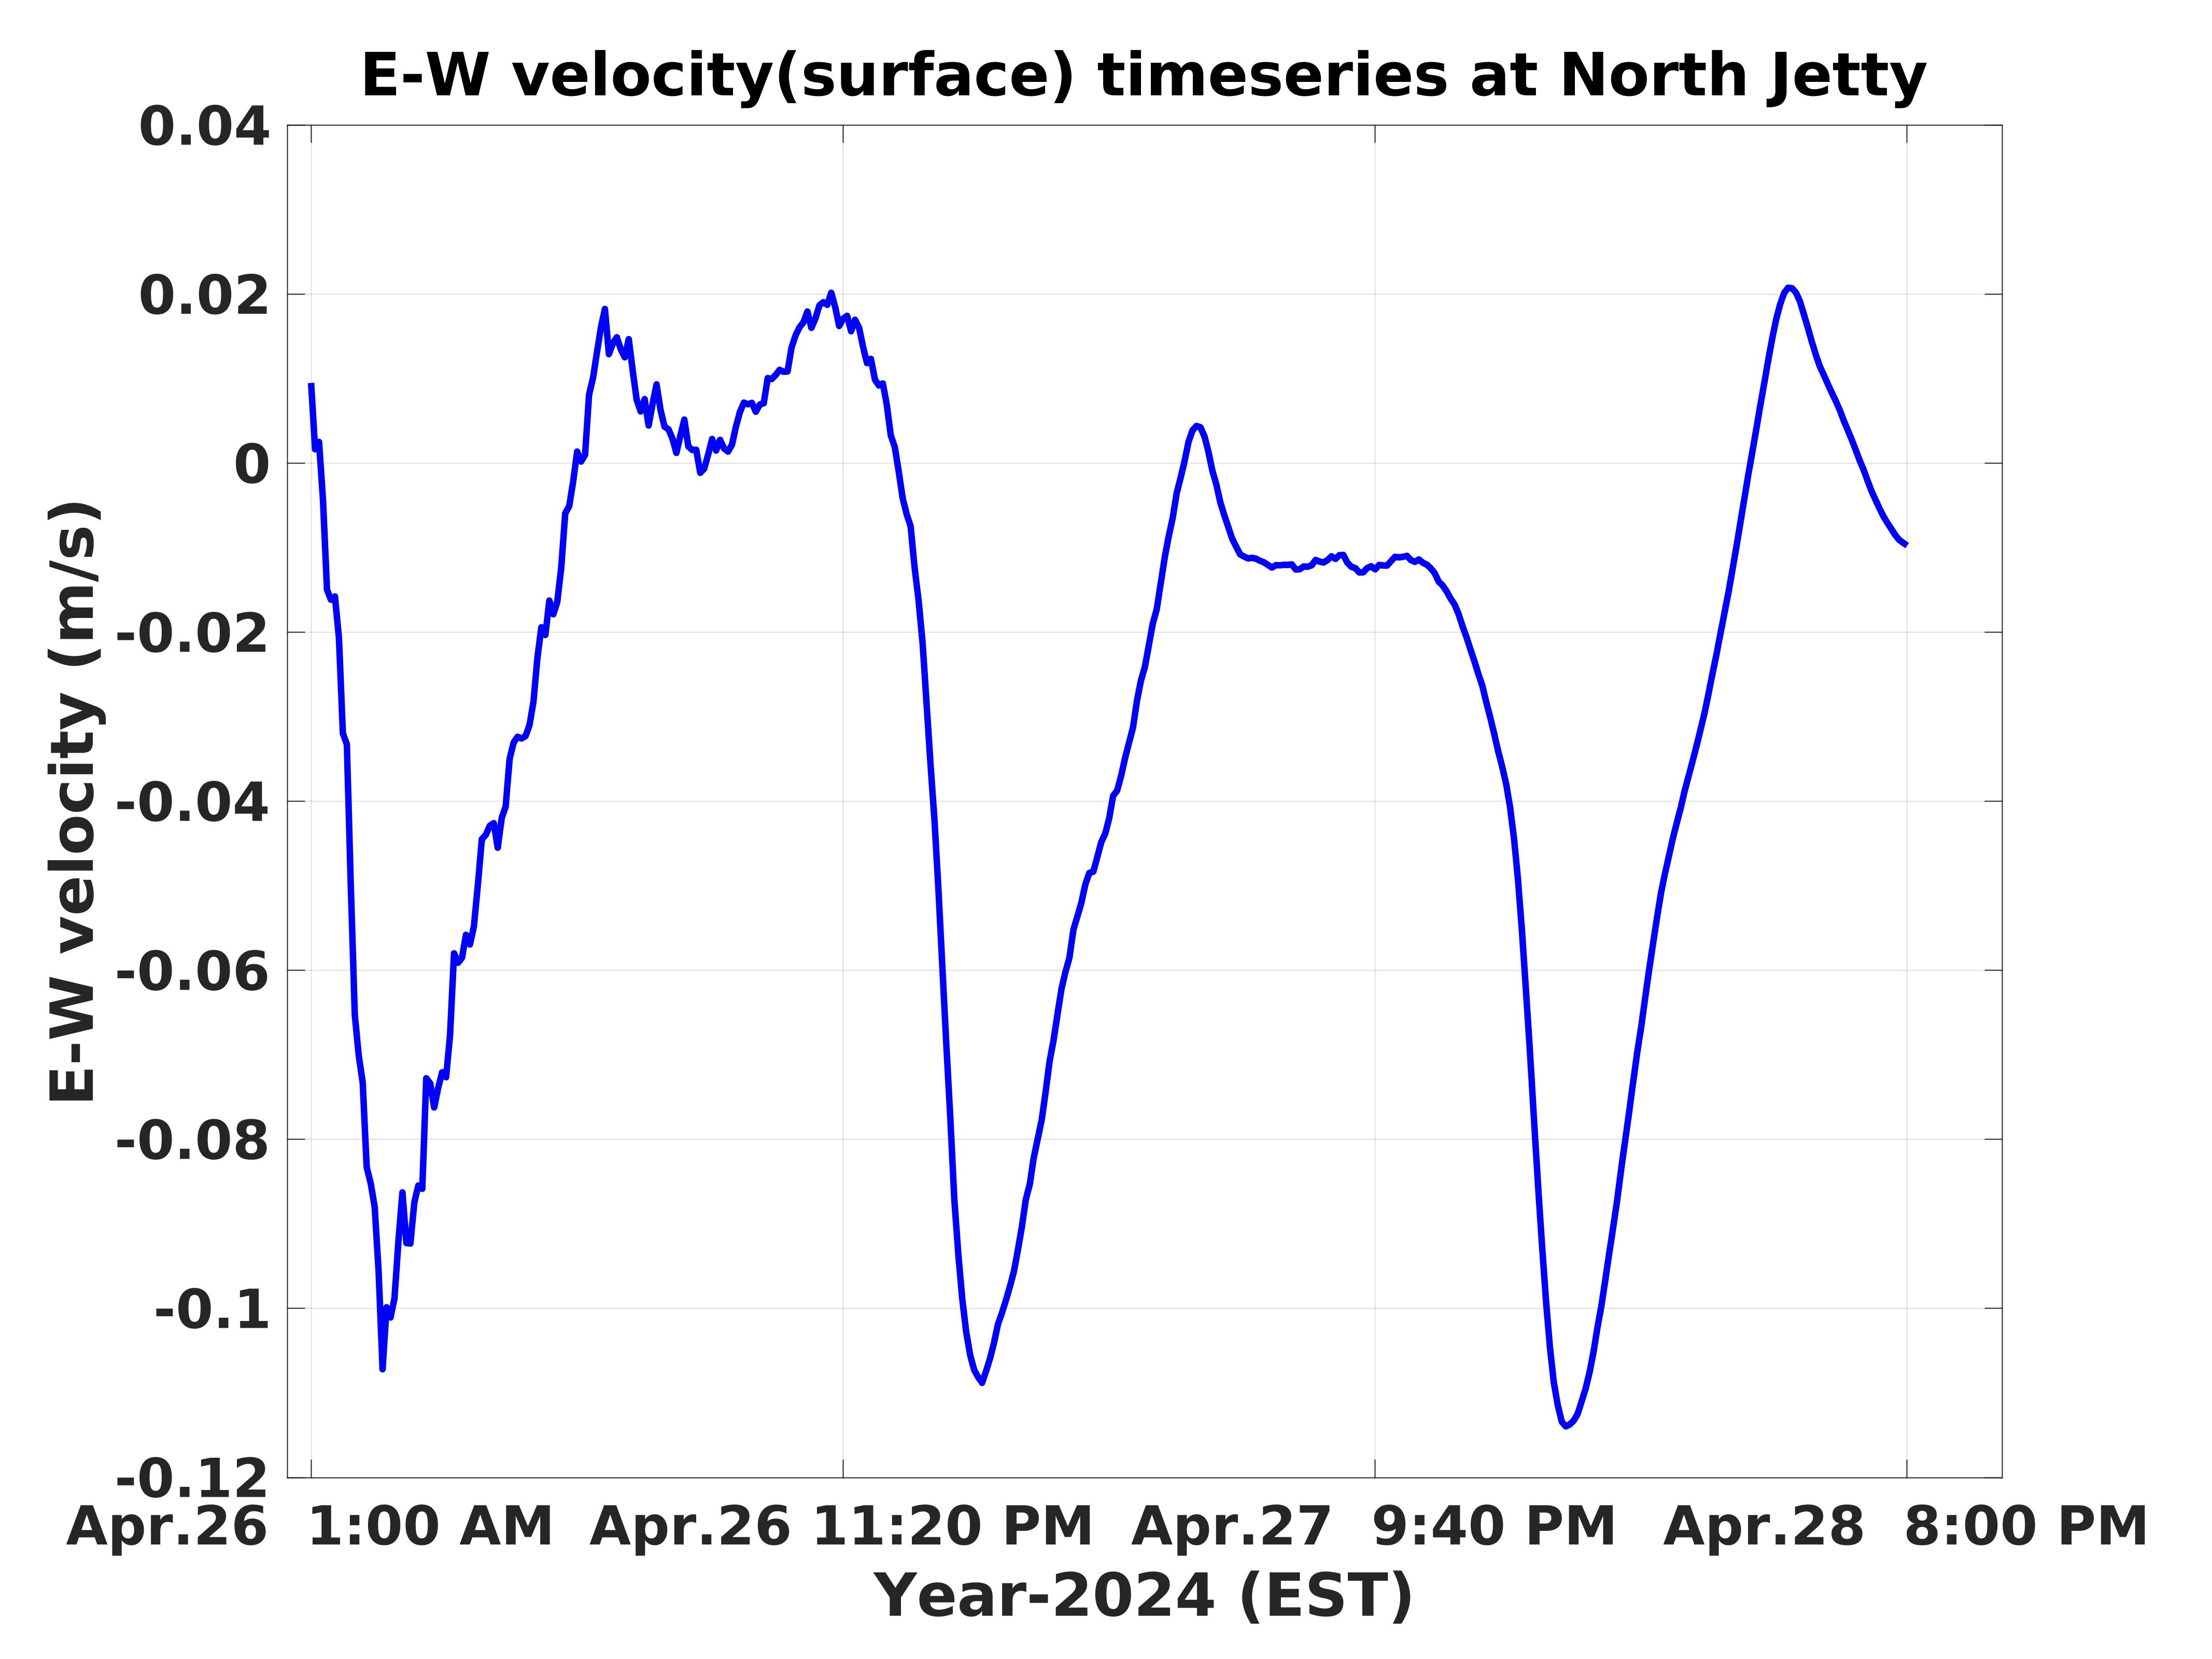 E-W velocity(surface) timeseries at North Jetty
E-W velocity (m/s)
0.04
0.02
0
-0.02
-0.04
-0.06
-0.08
-0.1
-0.12
Apr.26 1:00 AM Apr.26 11:20 PM Apr.27 9:40 PM Apr.28 8:00 PM
Year-2024 (EST)